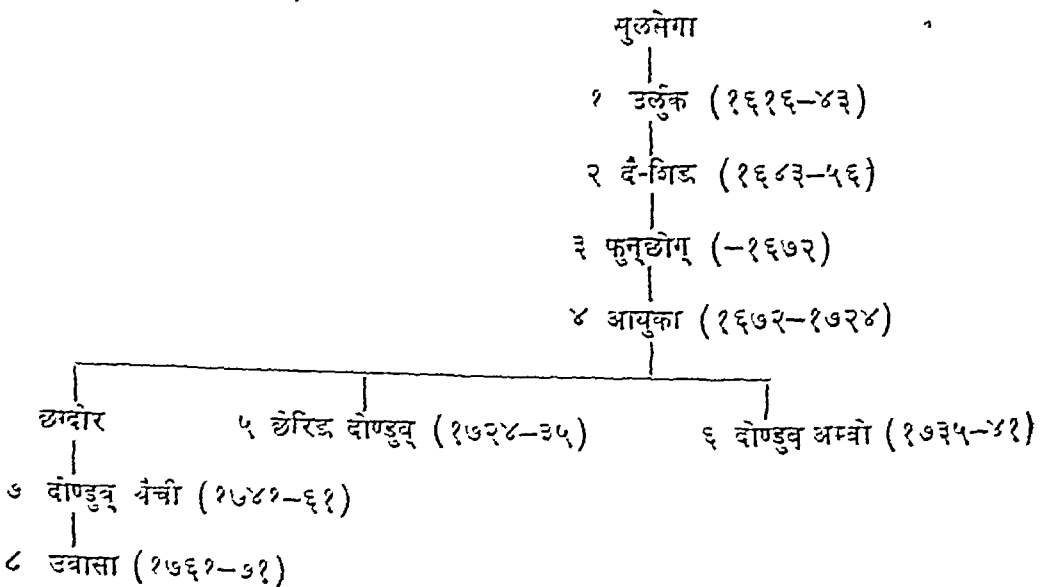 सुलसेगा
१ उर्लुक (१६१६–४३)
२ दै-शिङ (१६४३–५६)
३ फुन्छोग् (–१६७२)
४ आयुका (१६७२–१७२४)
छग्दोर
५ छेरिङ दोण्डुब् (१७२४–३५)
६ दोण्डुब् अम्बो (१७३५–४१)
७ दोण्डुब् थैची (१७४१–६१)
८ उबासा (१७६१–७१)